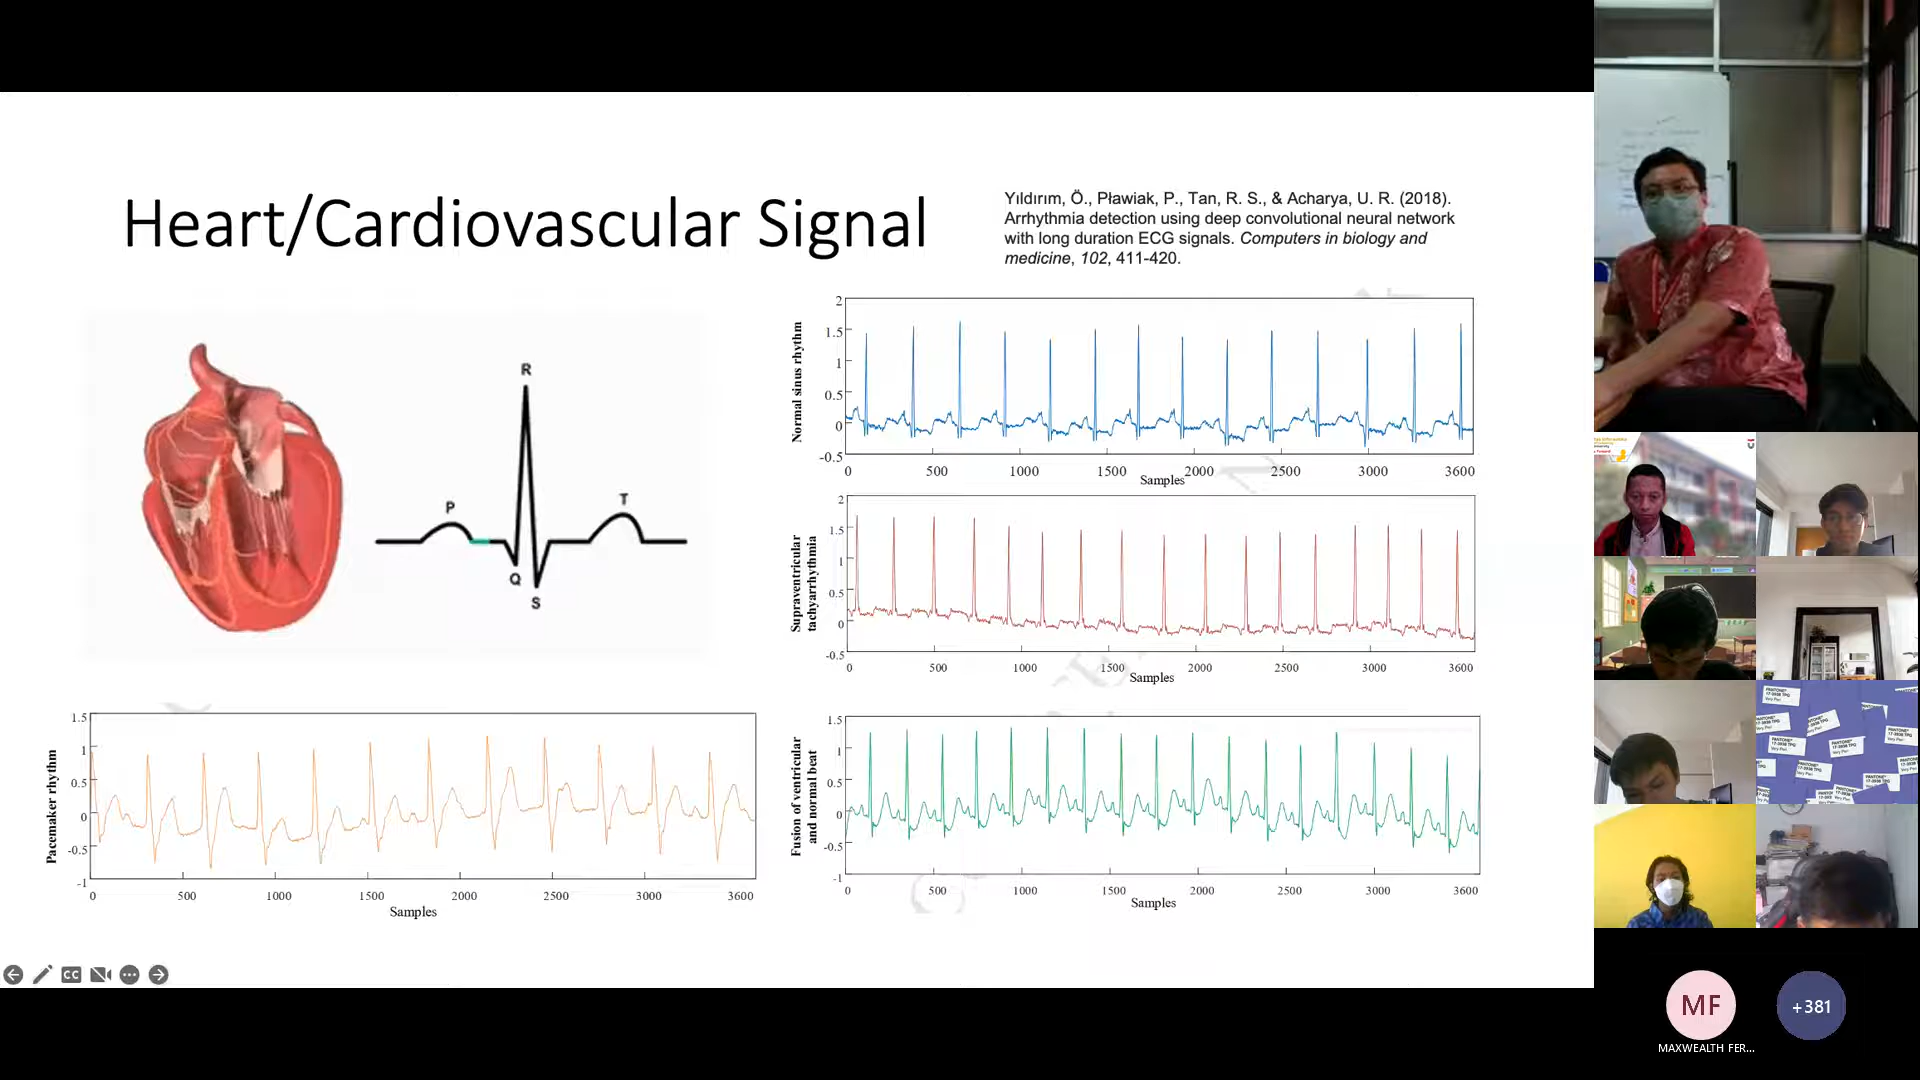 Heart/Cardiovascular Signal
Yıldırım, Ö., Pławiak, P., Tan, R. S., & Acharya, U. R. (2018).
Arrhythmia detection using deep convolutional neural network
with long duration ECG signals. Computers in biology and
medicine, 102, 411-420.
R
P
T
Q
S
Normal sinus rhythm
2
1.5
1
0.5
0
-0.5
0 500 1000 1500 2000 2500 3000 3600
Samples
Supraventricular
tachyarrhythmia
2
1.5
1
0.5
0
-0.5
0 500 1000 1500 2000 2500 3000 3600
Samples
Pacemaker rhythm
1.5
1
0.5
0
-0.5
-1
0 500 1000 1500 2000 2500 3000 3600
Samples
Fusion of ventricular
and normal beat
1.5
1
0.5
0
-0.5
-1
0 500 1000 1500 2000 2500 3000 3600
Samples
CC
PANTONE
MF
+381
MAXWEALTH FER...